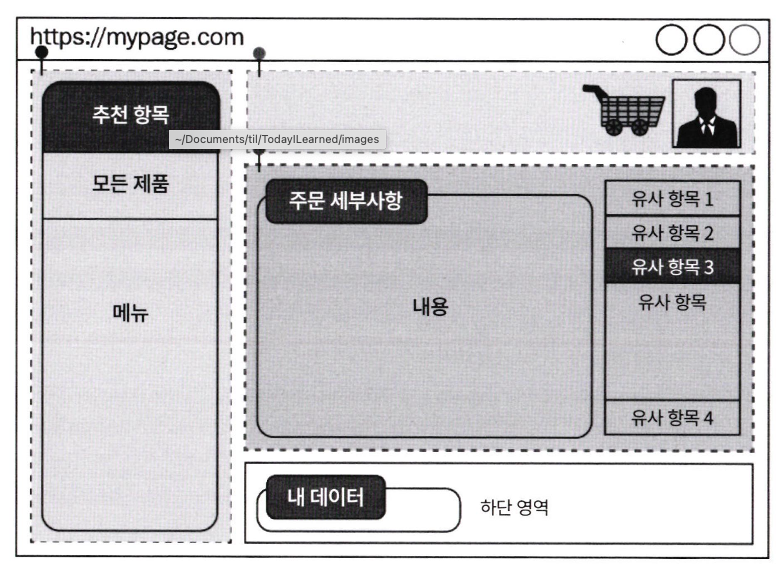 https://mypage.com
추천 항목
~/Documents/til/TodayILearned/images
모든 제품
메뉴
주문 세부사항
내용
유사 항목 1
유사 항목 2
유사 항목 3
유사 항목
유사 항목 4
내 데이터
하단 영역